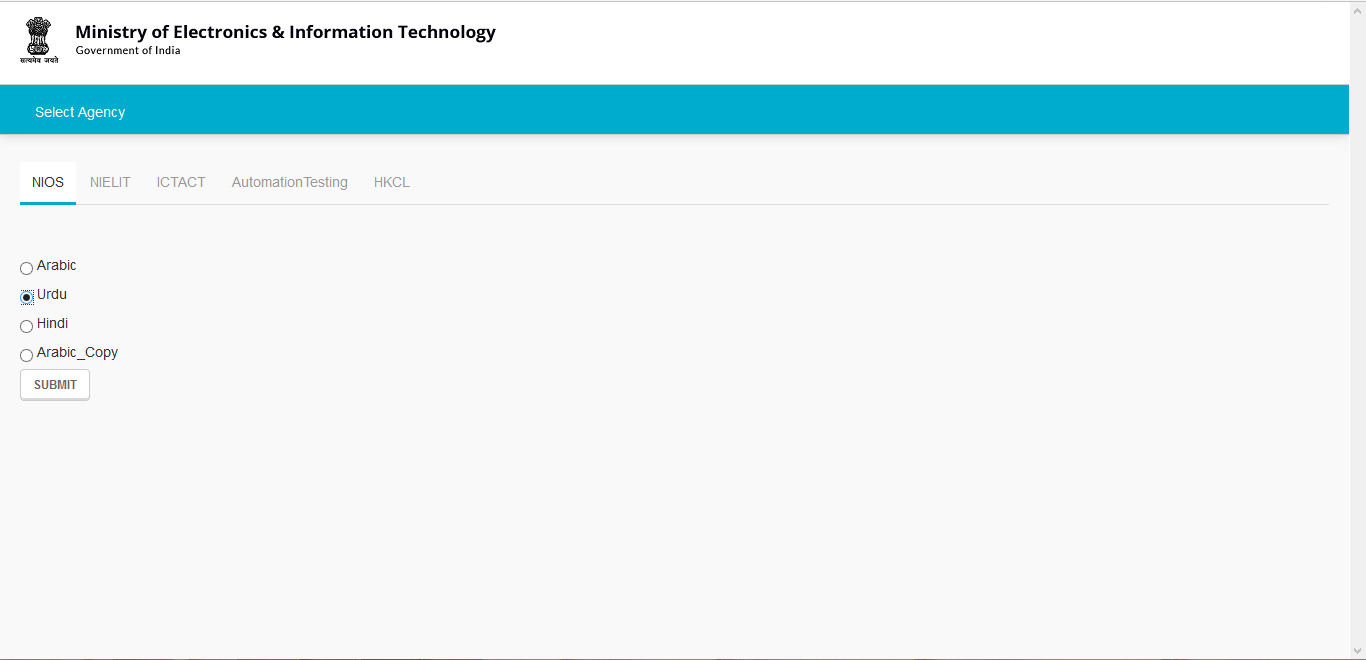 Ministry of Electronics & Information Technology
Government of India
सत्यमेव जयते
Select Agency
NIOS NIELIT ICTACT AutomationTesting HKCL
Arabic
Urdu
Hindi
Arabic_Copy
SUBMIT